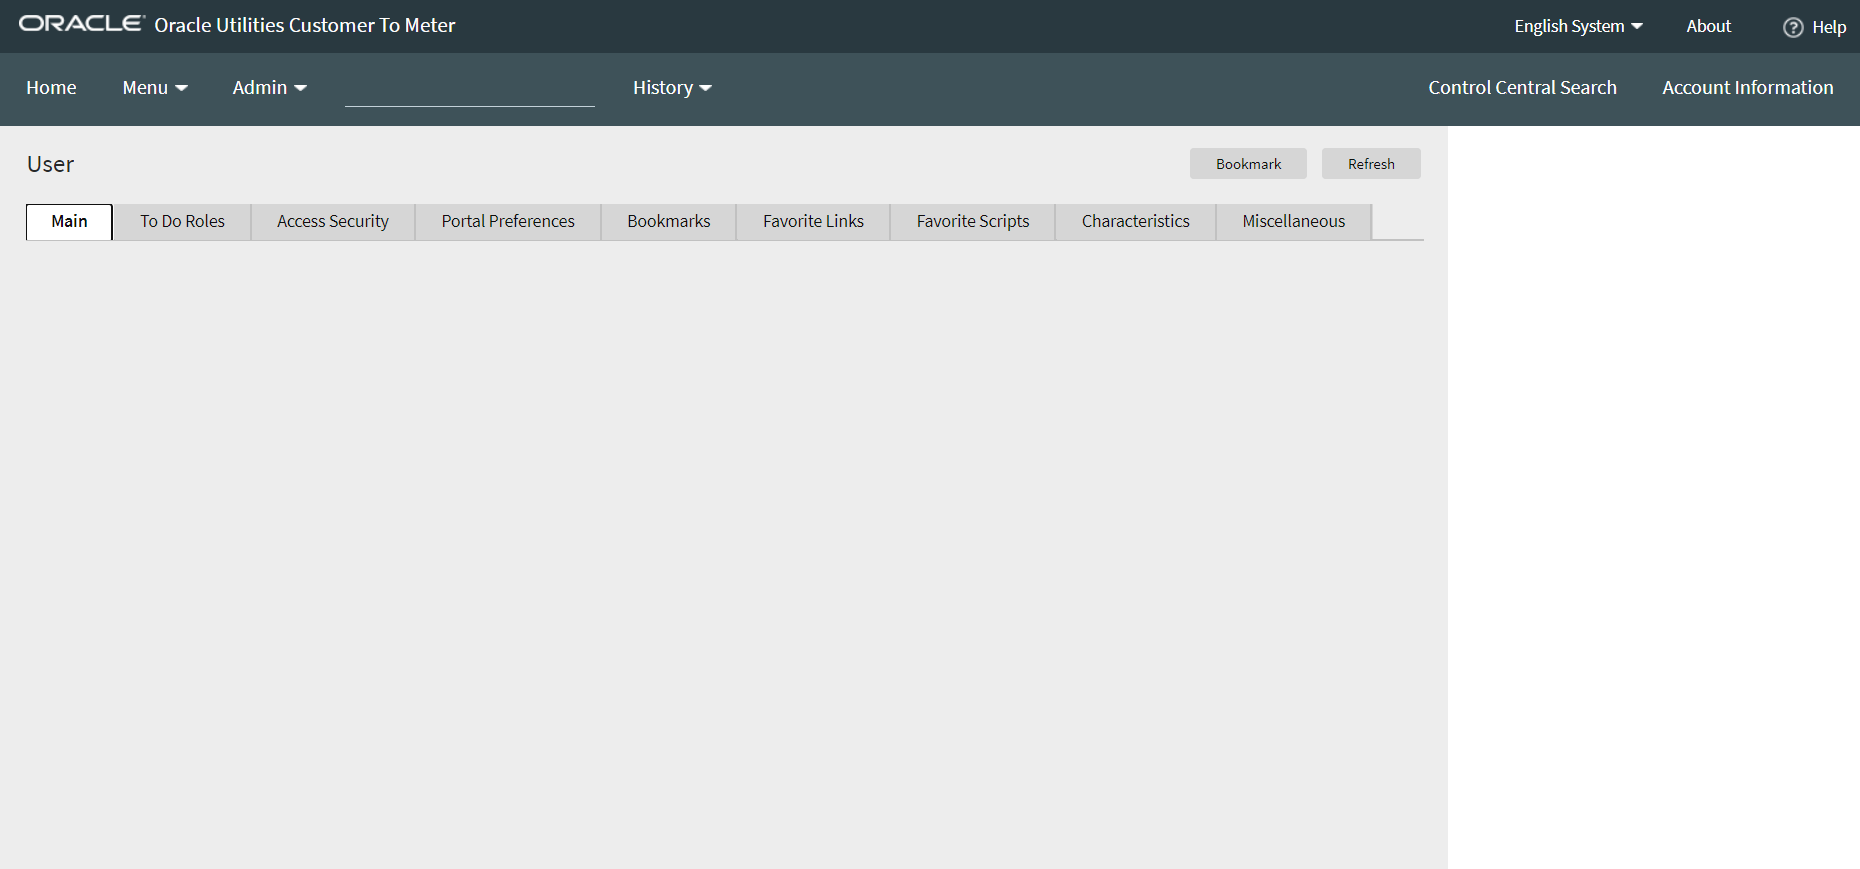 ORACLE Oracle Utilities Customer To Meter English System About ? Help
Home Menu Admin History Control Central Search Account Information
User Bookmark Refresh
Main To Do Roles Access Security Portal Preferences Bookmarks Favorite Links Favorite Scripts Characteristics Miscellaneous